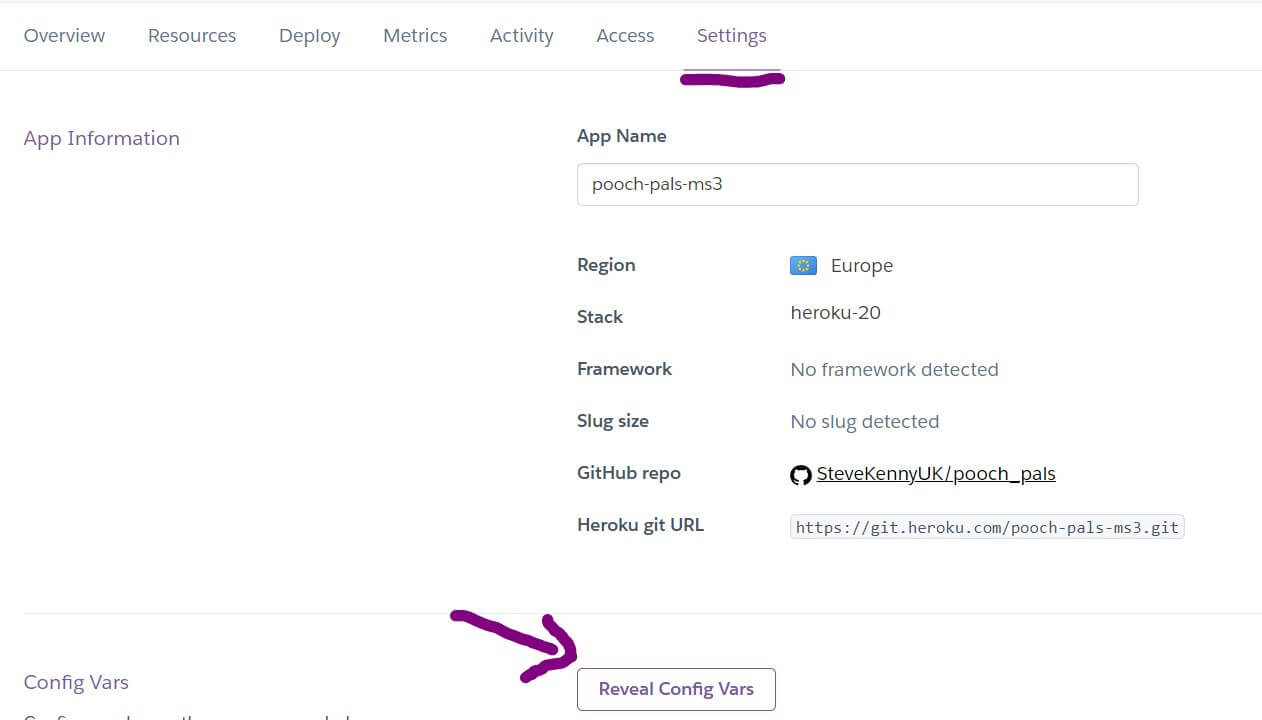 Overview Resources Deploy Metrics Activity Access Settings
App Information
App Name
pooch-pals-ms3
Region Europe
Stack heroku-20
Framework No framework detected
Slug size No slug detected
GitHub repo SteveKennyUK/pooch_pals
Heroku git URL https://git.heroku.com/pooch-pals-ms3.git
Config Vars
Reveal Config Vars